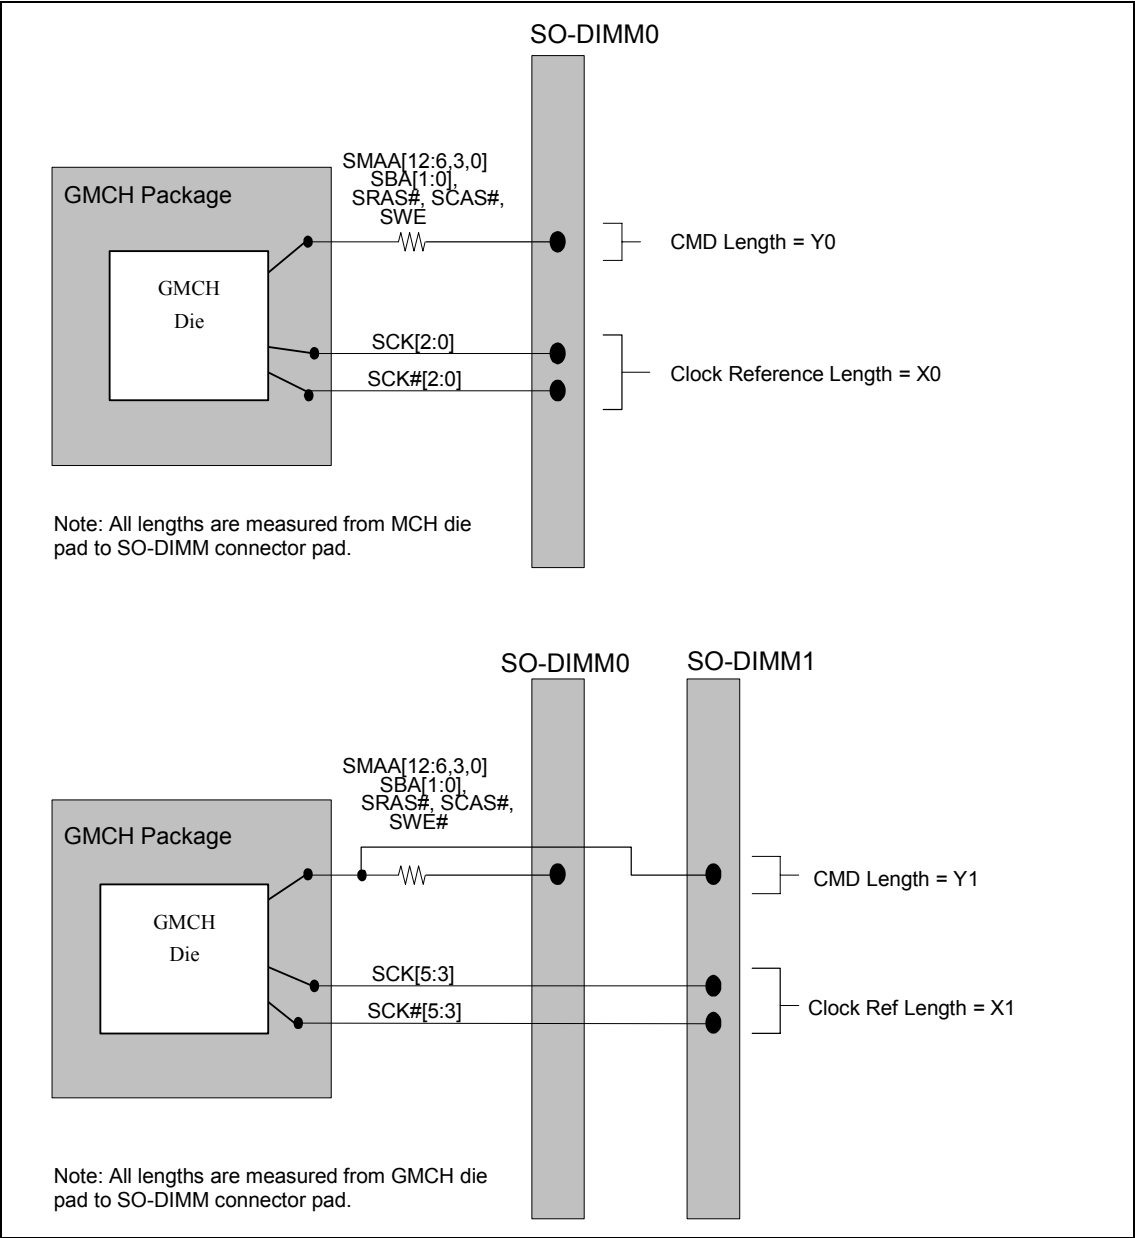 SO-DIMM0
SMAA[12:6,3,0]
SBA[1:0],
SRAS#, SCAS#,
SWE
GMCH Package
CMD Length = Y0
GMCH
Die
SCK[2:0]
SCK#[2:0]
Clock Reference Length = X0
Note: All lengths are measured from MCH die
pad to SO-DIMM connector pad.
SO-DIMM0
SO-DIMM1
SMAA[12:6,3,0]
SBA[1:0],
SRAS#, SCAS#,
SWE#
GMCH Package
CMD Length = Y1
GMCH
Die
SCK[5:3]
SCK#[5:3]
Clock Ref Length = X1
Note: All lengths are measured from GMCH die
pad to SO-DIMM connector pad.